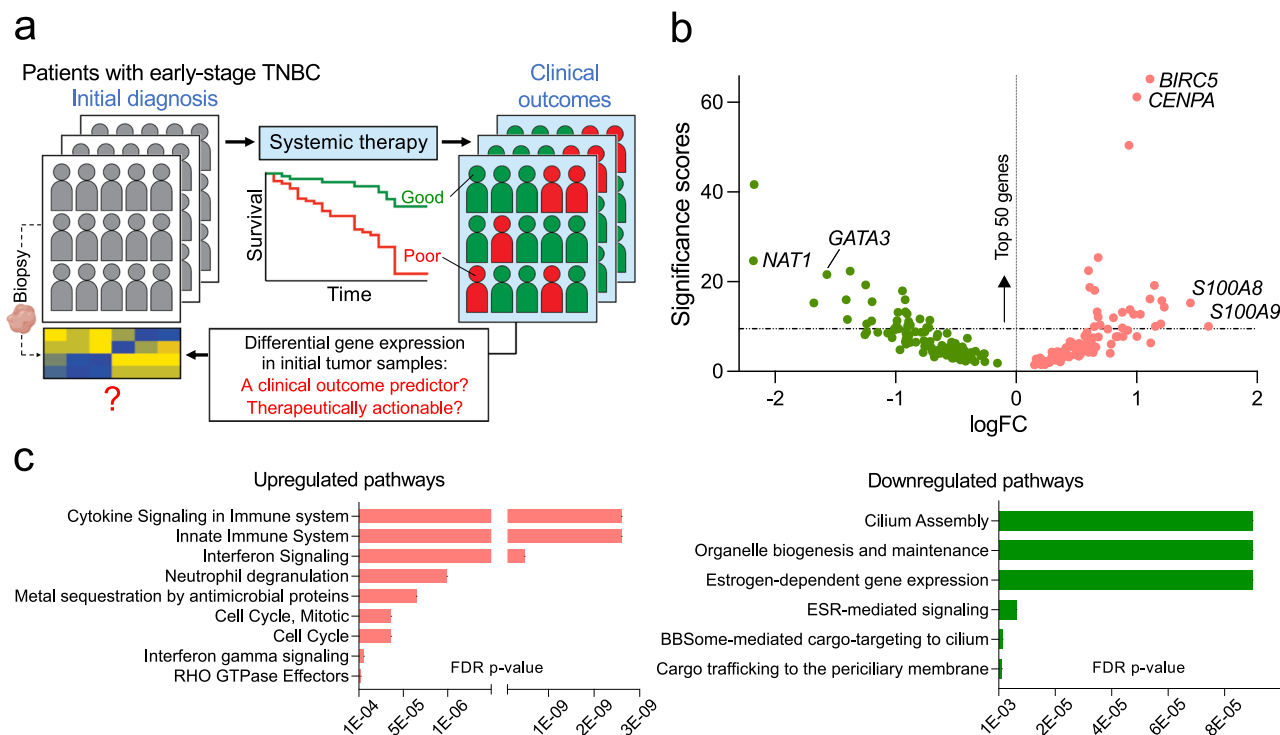 a
Patients with early-stage TNBC
Initial diagnosis
Clinical
outcomes
Systemic therapy
Good
Poor
Survival
Time
Biopsy
?
Differential gene expression
in initial tumor samples:
A clinical outcome predictor?
Therapeutically actionable?
b
Significance scores
60
40
20
0
BIRC5
CENPA
GATA3
NAT1
Top 50 genes
S100A8
S100A9
-2
-1
0
1
2
logFC
c
Upregulated pathways
Cytokine Signaling in Immune system
Innate Immune System
Interferon Signaling
Neutrophil degranulation
Metal sequestration by antimicrobial proteins
Cell Cycle, Mitotic
Cell Cycle
Interferon gamma signaling
RHO GTPase Effectors
FDR p-value
1E-04
5E-05
1E-06
1E-09
2E-09
3E-09
Downregulated pathways
Cilium Assembly
Organelle biogenesis and maintenance
Estrogen-dependent gene expression
ESR-mediated signaling
BBSome-mediated cargo-targeting to cilium
Cargo trafficking to the periciliary membrane
FDR p-value
1E-03
2E-05
4E-05
6E-05
8E-05